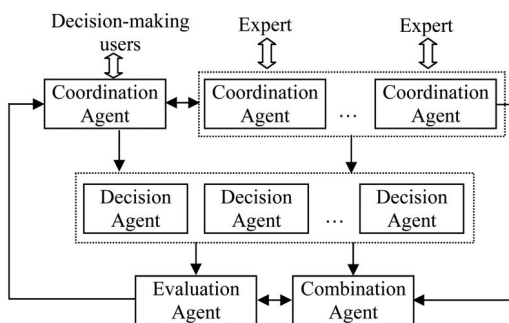 Decision-making
users
Expert
Expert
Coordination
Agent
Coordination
Agent
...
Coordination
Agent
Decision
Agent
Decision
Agent
...
Decision
Agent
Evaluation
Agent
Combination
Agent